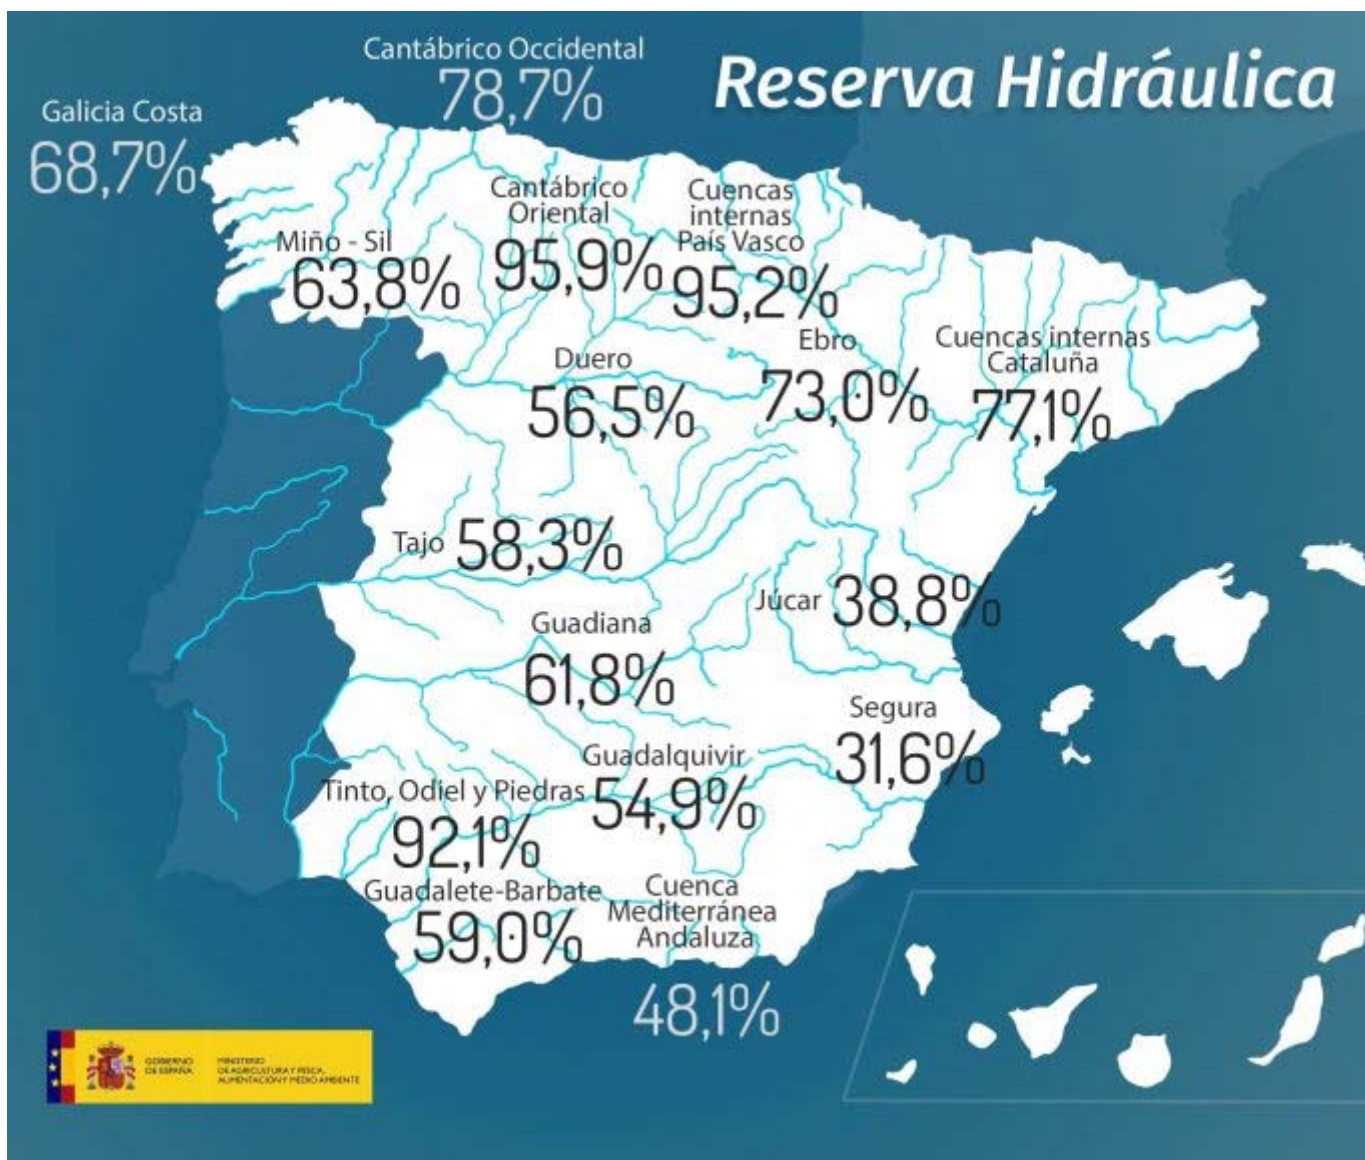 Cantábrico Occidental
78,7%
Reserva Hidráulica
Galicia Costa
68,7%
Cantábrico
Oriental
95,9%
Cuencas
internas
País Vasco
95,2%
Miño - Sil
63,8%
Ebro
73,0%
Cuencas internas
Cataluña
77,1%
Duero
56,5%
Tajo 58,3%
Júcar 38,8%
Guadiana
61,8%
Segura
31,6%
Guadalquivir
54,9%
Tinto, Odiel y Piedras
92,1%
Guadalete-Barbate
59,0%
Cuenca
Mediterránea
Andaluza
48,1%
GOBIERNO
DE ESPAÑA
MINISTERIO
DE AGRICULTURA Y PESCA,
ALIMENTACIÓN Y MEDIO AMBIENTE